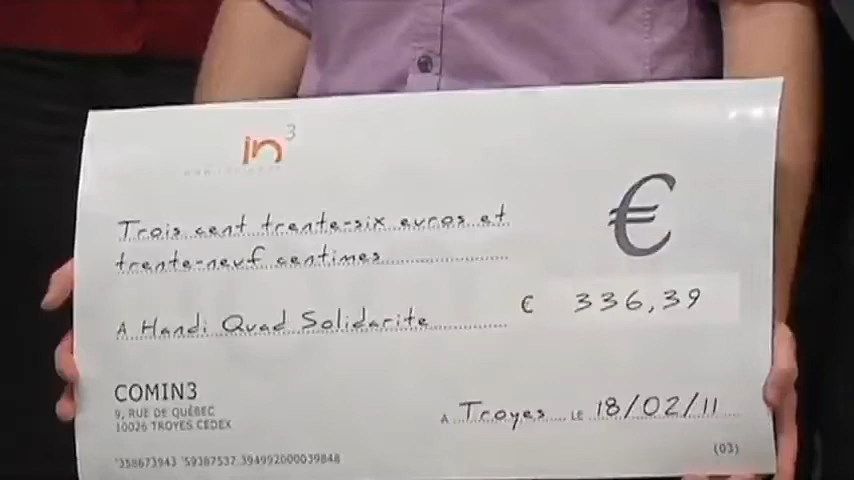 in3
Trois cent trente-six euros et
trente-neuf centimes
€
€ 336,39
A Handi Quad Solidarite
COMIN3
9, RUE DE QUÉBEC
10026 TROYES CEDEX
A Troyes LE 18/02/11
'358673943 '59387537 394992000039848
(03)